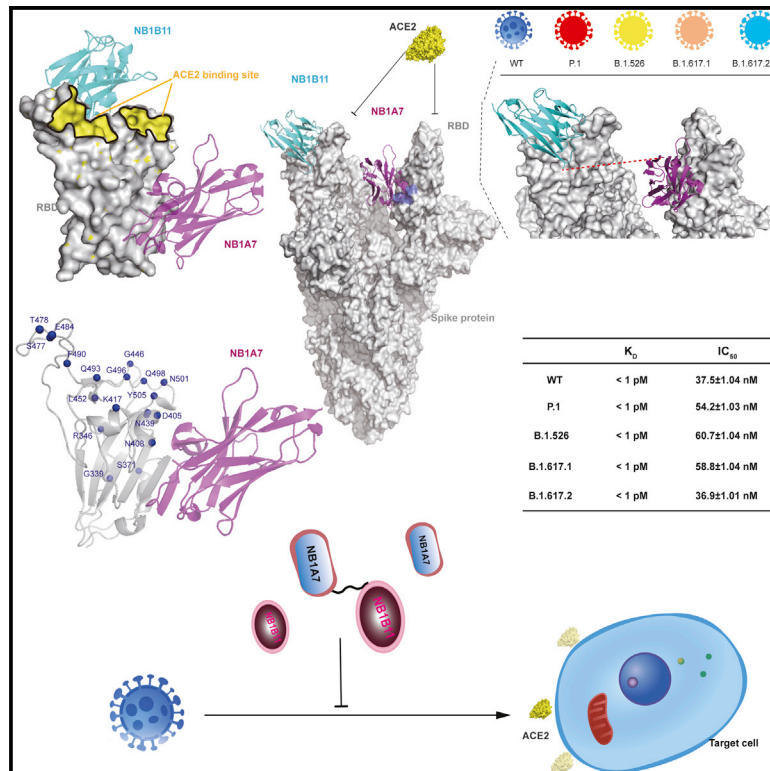 NB1B11
ACE2 binding site
RBD
NB1A7
ACE2
NB1B11
NB1A7
RBD
Spike protein
WT P.1 B.1.526 B.1.617.1 B.1.617.2
T478
E484
S477
F490
G446
Q493
G496
Q498
N501
L452
K417
Y505
N439
D405
R346
N408
G339
S371
NB1A7
K_D IC_50
WT < 1 pM 37.5±1.04 nM
P.1 < 1 pM 54.2±1.03 nM
B.1.526 < 1 pM 60.7±1.04 nM
B.1.617.1 < 1 pM 58.8±1.04 nM
B.1.617.2 < 1 pM 36.9±1.01 nM
NB1A7
NB1A7
NB1B11
NB1B11
ACE2
Target cell